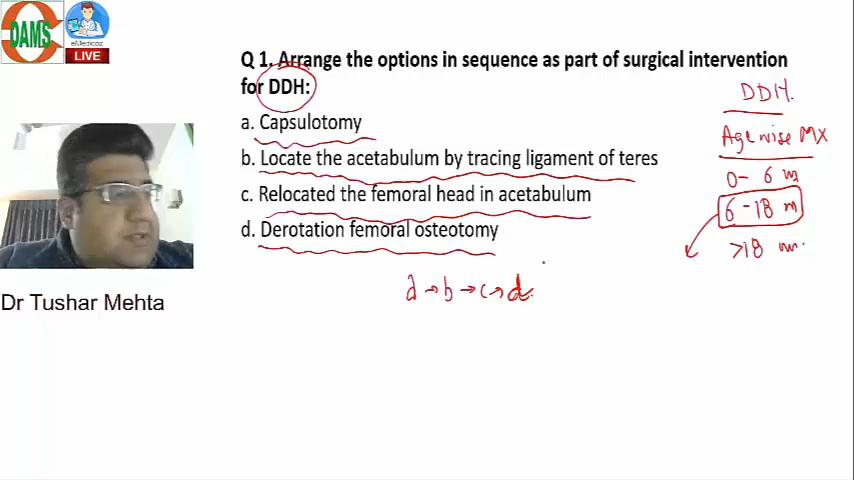 DAMS
eMedicoz
LIVE
Q 1. Arrange the options in sequence as part of surgical intervention
for DDH:
a. Capsulotomy
b. Locate the acetabulum by tracing ligament of teres
c. Relocated the femoral head in acetabulum
d. Derotation femoral osteotomy
a → b → c → d
DDH
Age wise MX
0 - 6 m
6 - 18 m
>18 m
Dr Tushar Mehta